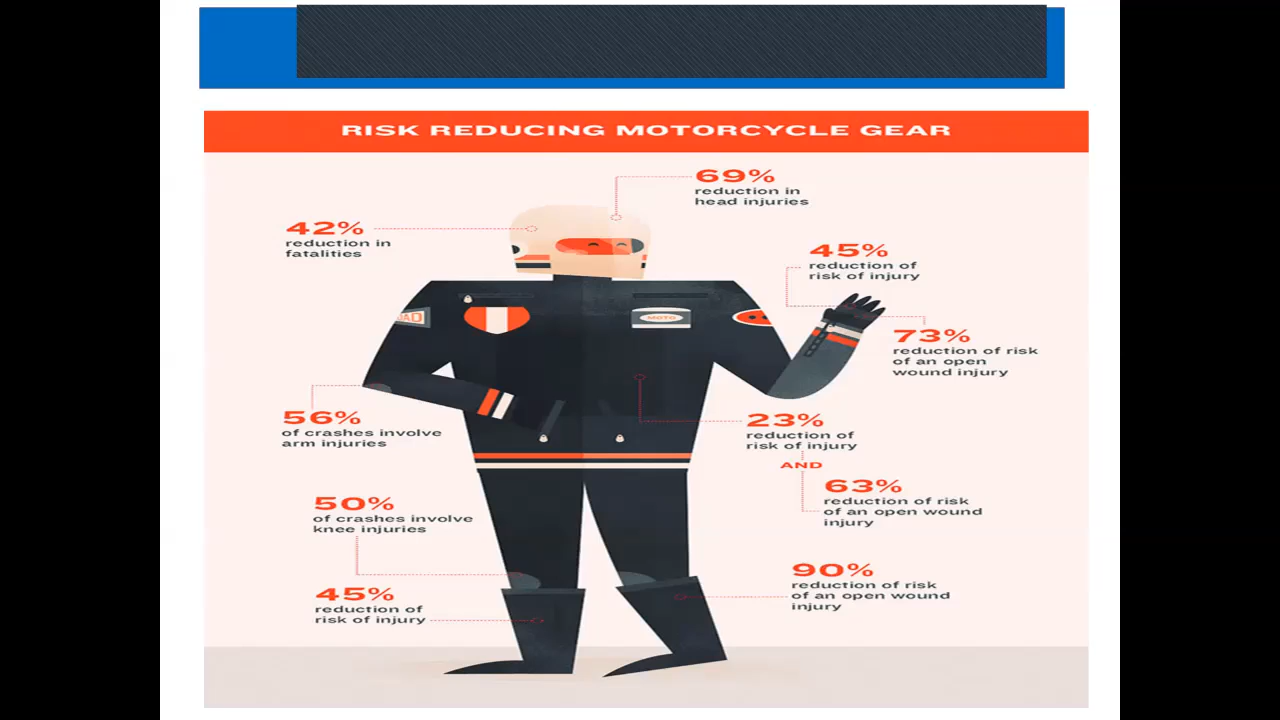 RISK REDUCING MOTORCYCLE GEAR
69%
reduction in
head injuries
42%
reduction in
fatalities
45%
reduction of
risk of injury
MOTO
73%
reduction of risk
of an open
wound injury
56%
of crashes involve
arm injuries
23%
reduction of
risk of injury
AND
63%
reduction of risk
of an open wound
injury
50%
of crashes involve
knee injuries
90%
reduction of risk
of an open wound
injury
45%
reduction of
risk of injury